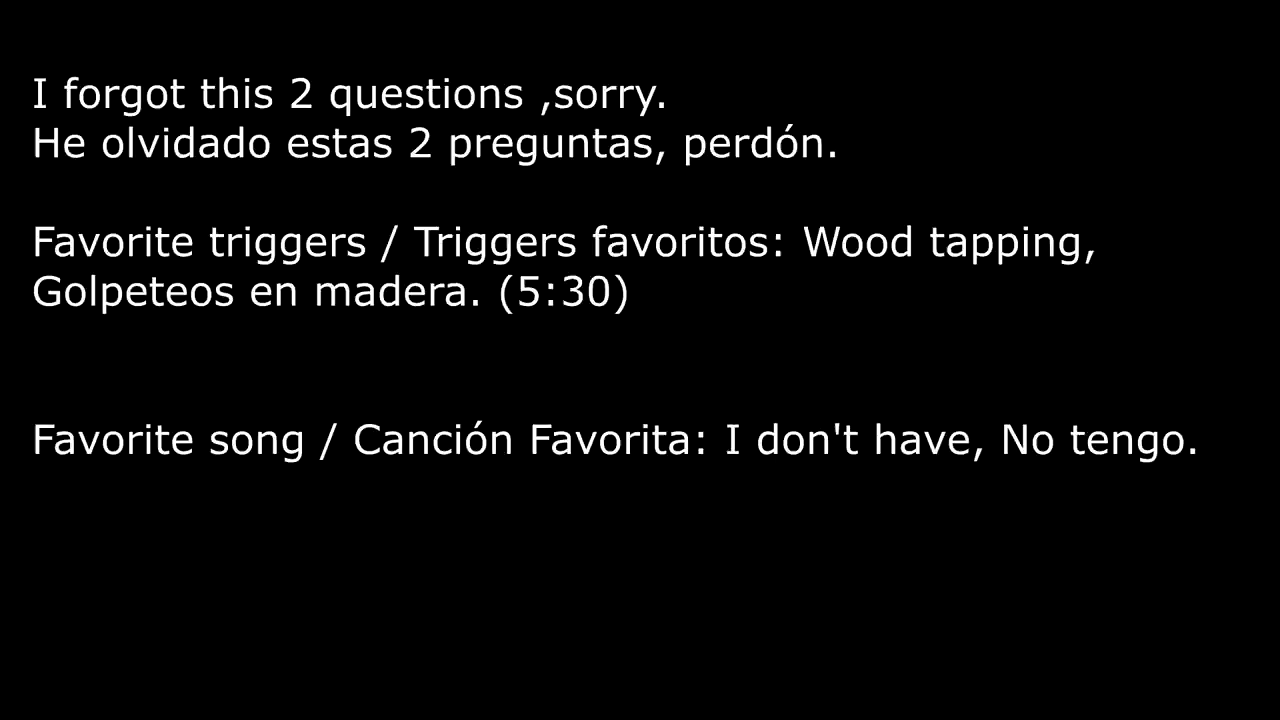 I forgot this 2 questions ,sorry.
He olvidado estas 2 preguntas, perdón.
Favorite triggers / Triggers favoritos: Wood tapping,
Golpeteos en madera. (5:30)
Favorite song / Canción Favorita: I don't have, No tengo.